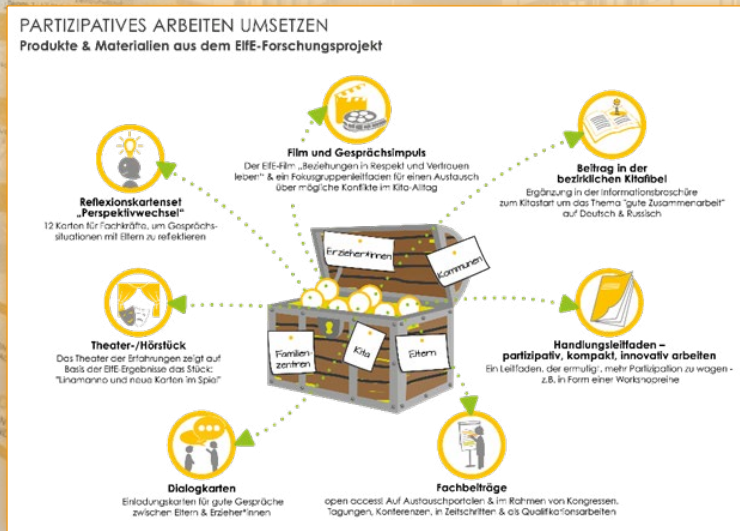 PARTIZIPATIVES ARBEITEN UMSETZEN
Produkte & Materialien aus dem ElfE-Forschungsprojekt
Film und Gesprächsimpuls
Der ElfE-Film „Beziehungen in Respekt und Vertrauen
leben" & ein Fokusgruppenleitfaden für einen Austausch
über mögliche Konflikte im Kita-Alltag
Beitrag in der
bezirklichen Kitafibel
Ergänzung in der Informationsbroschüre
zum Kitastart um das Thema "gute Zusammenarbeit"
auf Deutsch & Russisch
Reflexionskartenset
„Perspektivwechsel"
12 Karten für Fachkräfte, um Gesprächs-
situationen mit Eltern zu reflektieren
Erzieher*innen
Kommunen
Familien-
zentren
Kita
Eltern
Theater-/Hörstück
Das Theater der Erfahrungen zeigt auf
Basis der ElfE-Ergebnisse das Stück:
"Linamanno und neue Karten im Spiel"
Handlungsleitfaden –
partizipativ, kompakt, innovativ arbeiten
Ein Leitfaden, der ermutigt, mehr Partizipation zu wagen -
z.B. in Form einer Workshopreihe
Dialogkarten
Einladungskarten für gute Gespräche
zwischen Eltern & Erzieher*innen
Fachbeiträge
open access! Auf Austauschportalen & im Rahmen von Kongressen,
Tagungen, Konferenzen, in Zeitschriften & als Qualifikationsarbeiten